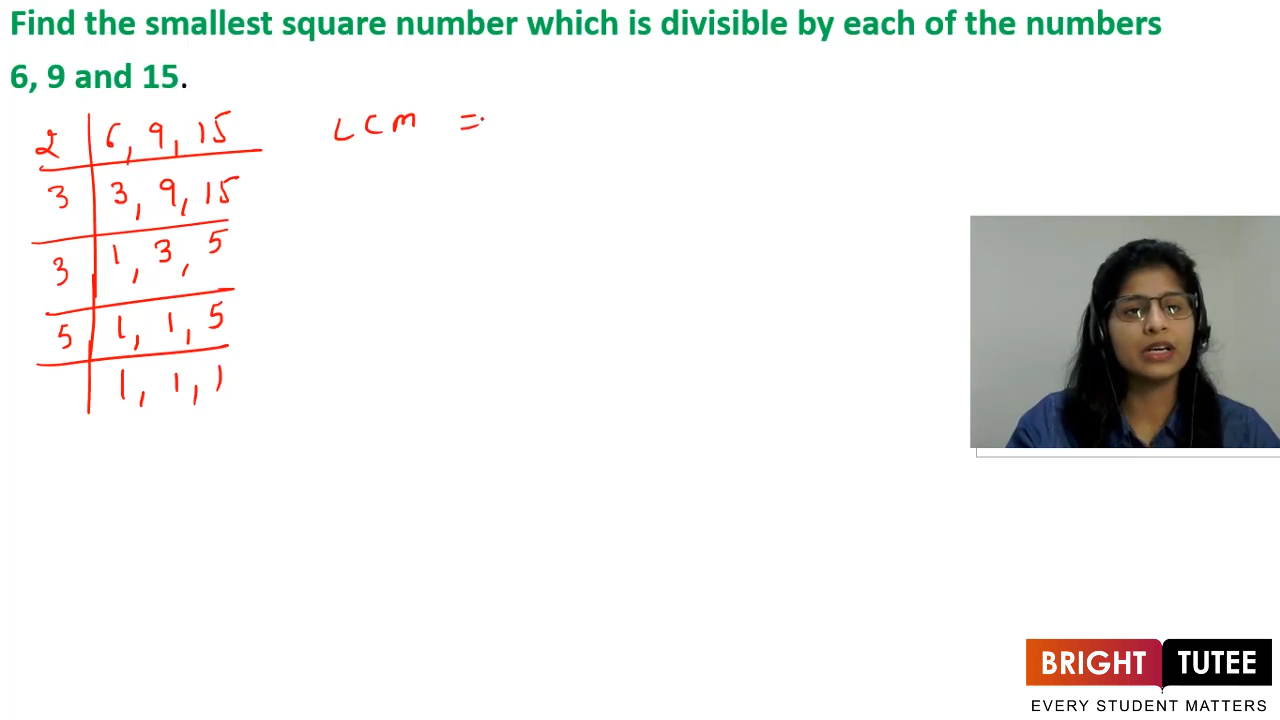 Find the smallest square number which is divisible by each of the numbers
6, 9 and 15.
2 | 6, 9, 15
3 | 3, 9, 15
3 | 1, 3, 5
5 | 1, 1, 5
1, 1, 1
LCM =
BRIGHT TUTEE
EVERY STUDENT MATTERS